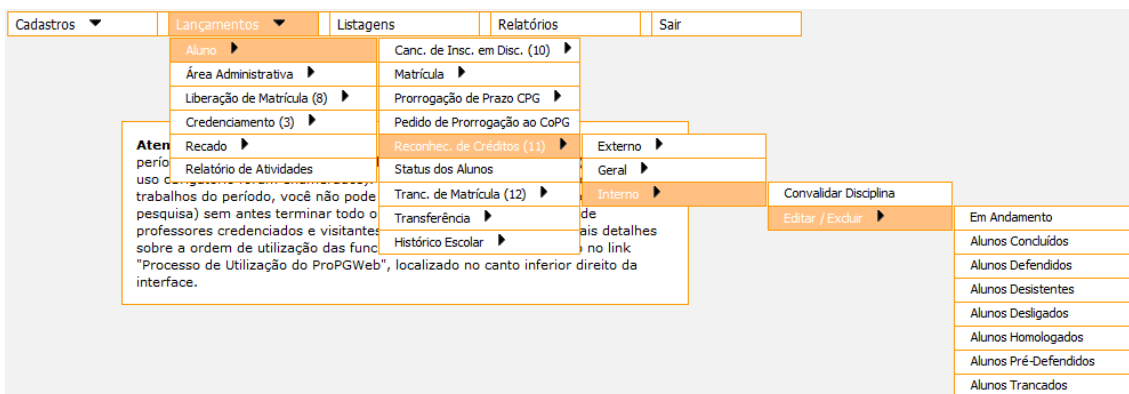 Cadastros
Lançamentos
Listagens
Relatórios
Sair
Aluno
Área Administrativa
Liberação de Matrícula (8)
Credenciamento (3)
Recado
Relatório de Atividades
Canc. de Insc. em Disc. (10)
Matrícula
Prorrogação de Prazo CPG
Pedido de Prorrogação ao CoPG
Reconhec. de Créditos (11)
Status dos Alunos
Tranc. de Matrícula (12)
Transferência
Histórico Escolar
Externo
Geral
Interno
Convalidar Disciplina
Editar / Excluir
Em Andamento
Alunos Concluídos
Alunos Defendidos
Alunos Desistentes
Alunos Desligados
Alunos Homologados
Alunos Pré-Defendidos
Alunos Trancados
Aten
perío
uso
trabalhos do período, você não pode
pesquisa) sem antes terminar todo o de
professores credenciados e visitantes ais detalhes
sobre a ordem de utilização das func o no link
"Processo de Utilização do ProPGWeb", localizado no canto inferior direito da
interface.